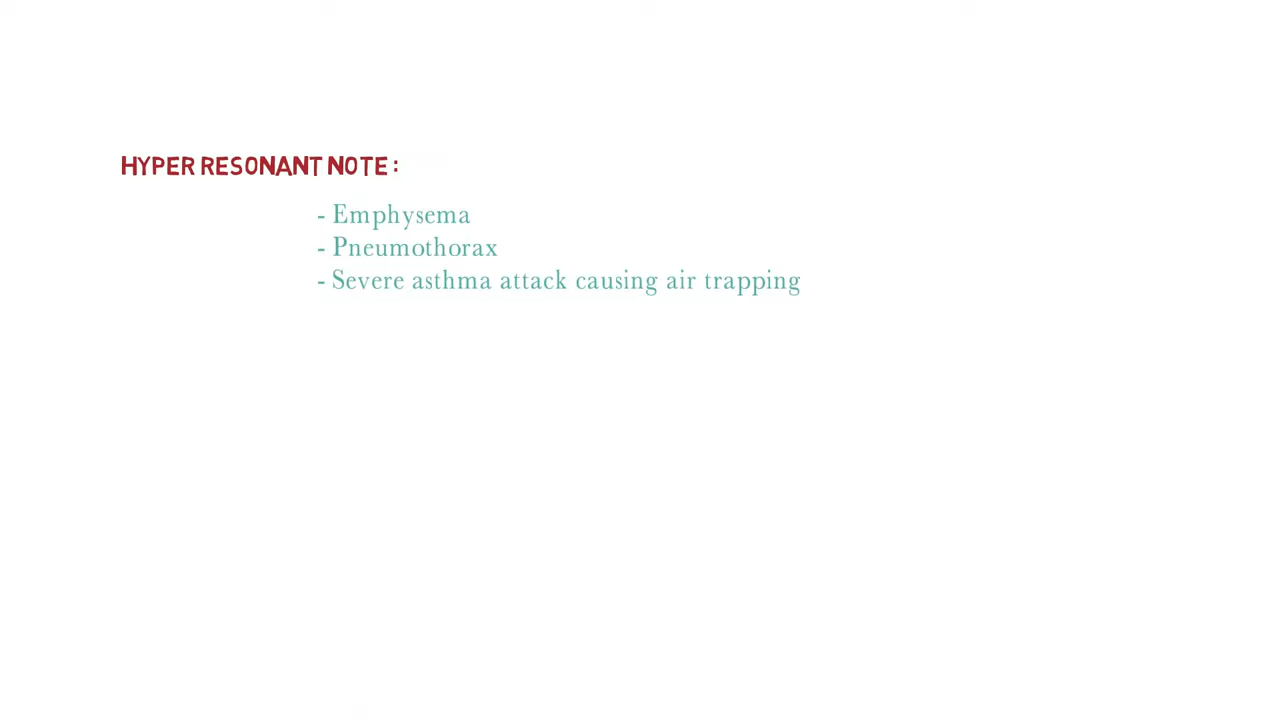 HYPER RESONANT NOTE :
- Emphysema
- Pneumothorax
- Severe asthma attack causing air trapping